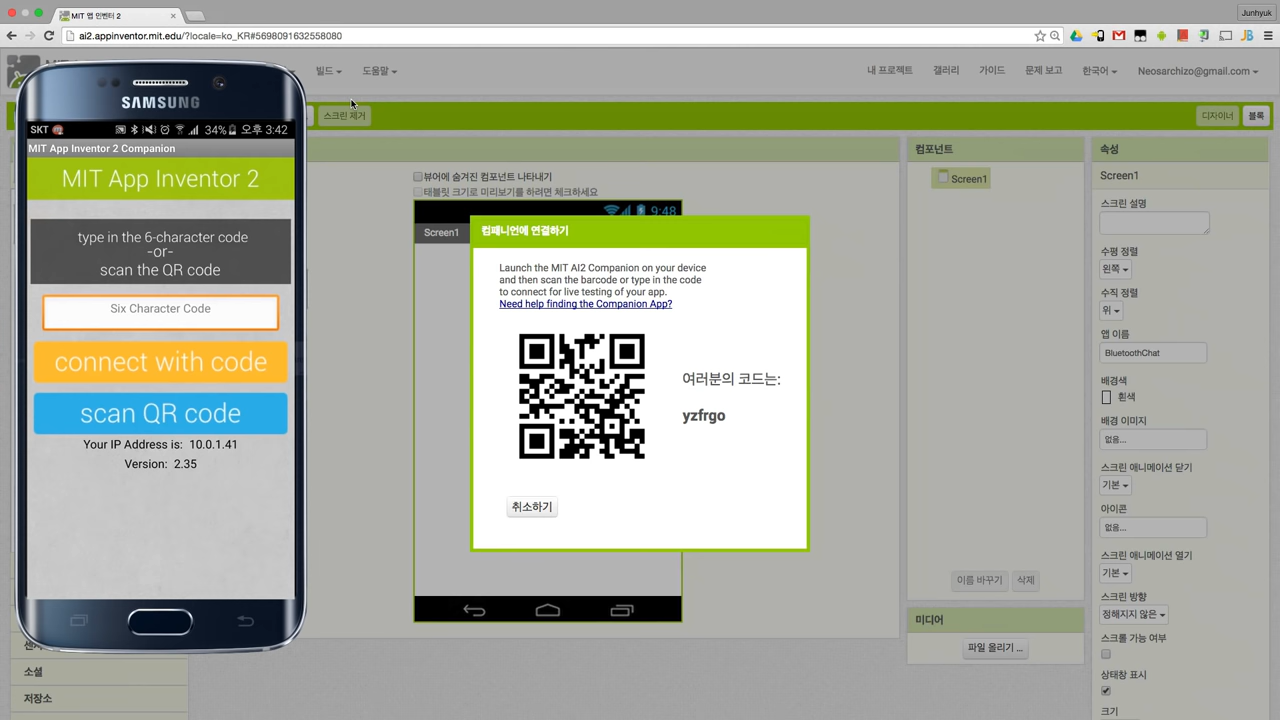 MIT 앱 인벤터 2
Junhyuk
ai2.appinventor.mit.edu/?locale=ko_KR#5698091632558080
빌드
도움말
내 프로젝트
갤러리
가이드
문제 보고
한국어
Neosarchizo@gmail.com
스크린 제거
디자이너
블록
SAMSUNG
SKT
34%
오후 3:42
MIT App Inventor 2 Companion
MIT App Inventor 2
type in the 6-character code
-or-
scan the QR code
Six Character Code
connect with code
scan QR code
Your IP Address is: 10.0.1.41
Version: 2.35
소셜
저장소
뷰어에 숨겨진 컴포넌트 나타내기
태블릿 크기로 미리보기를 하려면 체크하세요
9:48
Screen1
컴패니언에 연결하기
Launch the MIT AI2 Companion on your device
and then scan the barcode or type in the code
to connect for live testing of your app.
Need help finding the Companion App?
여러분의 코드는:
yzfrgo
취소하기
컴포넌트
Screen1
이름 바꾸기
삭제
미디어
파일 올리기 ...
속성
Screen1
스크린 설명
수평 정렬
왼쪽
수직 정렬
위
앱 이름
BluetoothChat
배경색
흰색
배경 이미지
없음...
스크린 애니메이션 닫기
기본
아이콘
없음...
스크린 애니메이션 열기
기본
스크린 방향
정해지지 않은
스크롤 가능 여부
상태창 표시
크기